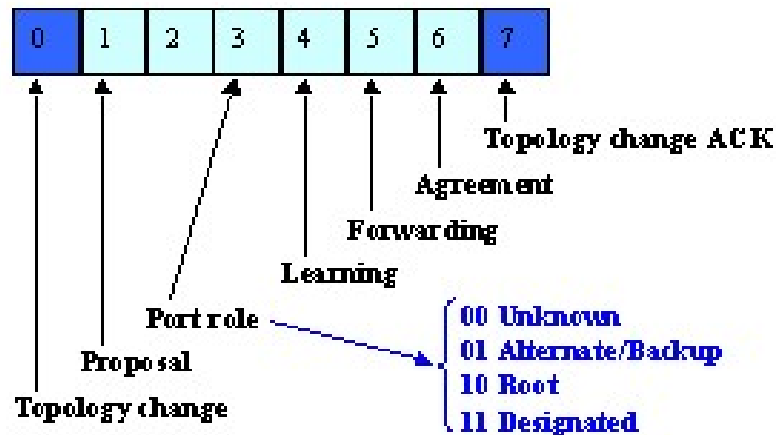 0 1 2 3 4 5 6 7
Topology change ACK
Agreement
Forwarding
Learning
Port role
Proposal
Topology change
00 Unknown
01 Alternate/Backup
10 Root
11 Designated